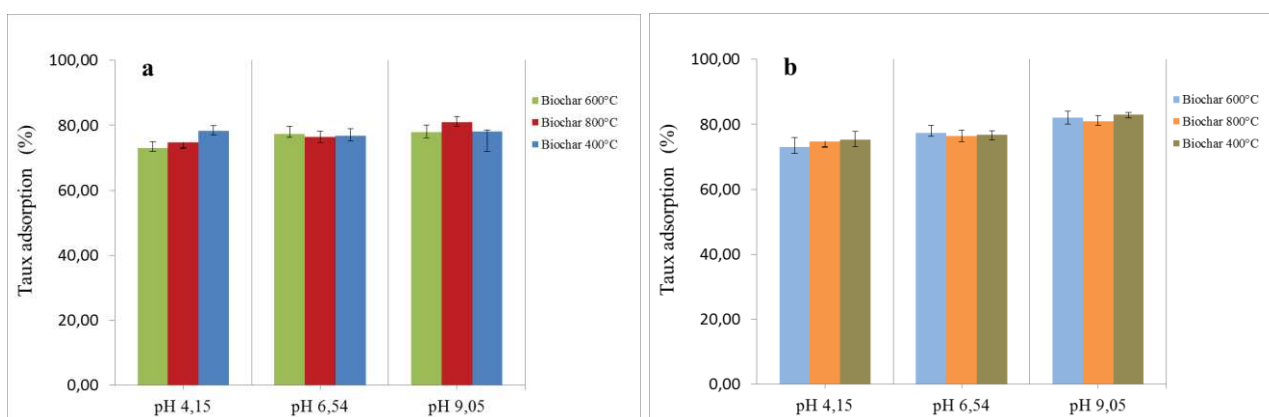 a
100,00
80,00
60,00
40,00
20,00
0,00
Taux adsorption (%)
pH 4,15
pH 6,54
pH 9,05
Biochar 600°C
Biochar 800°C
Biochar 400°C
b
100,00
80,00
60,00
40,00
20,00
0,00
Taux adsorption (%)
pH 4,15
pH 6,54
pH 9,05
Biochar 600°C
Biochar 800°C
Biochar 400°C